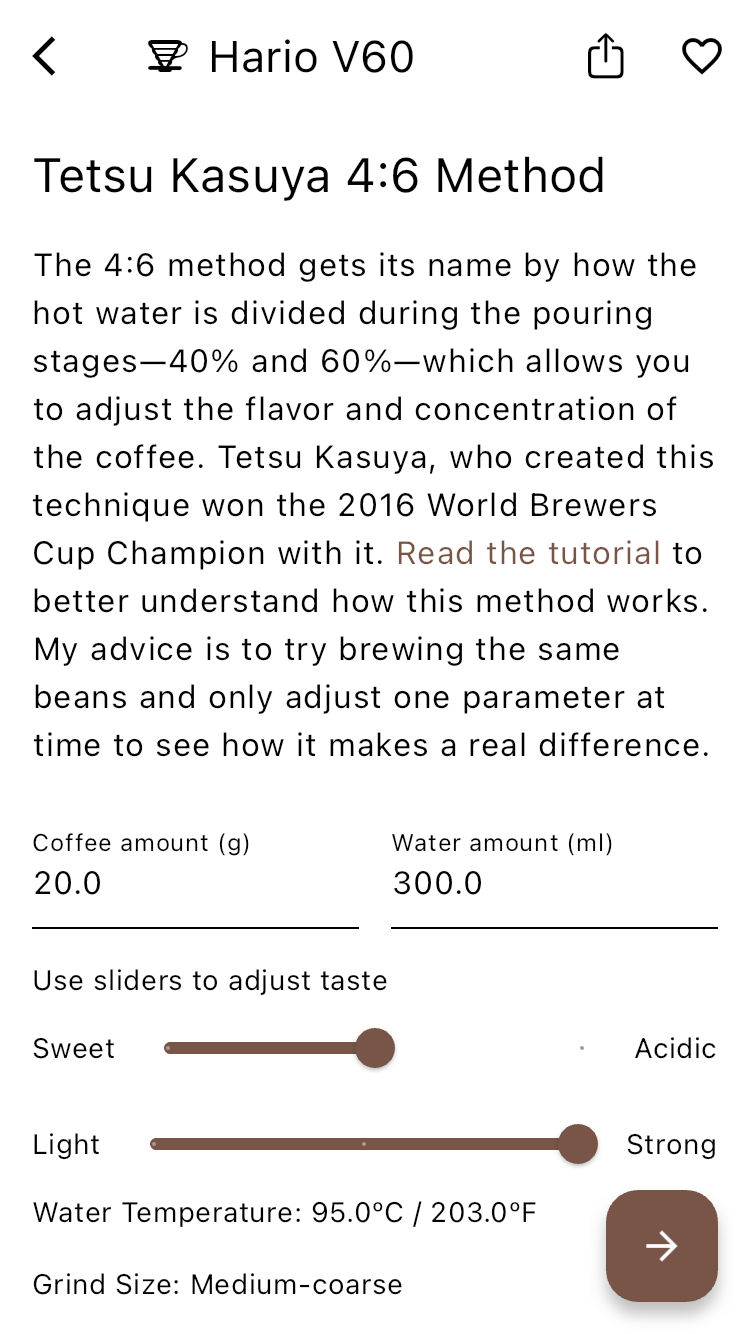 Hario V60
Tetsu Kasuya 4:6 Method
The 4:6 method gets its name by how the
hot water is divided during the pouring
stages—40% and 60%—which allows you
to adjust the flavor and concentration of
the coffee. Tetsu Kasuya, who created this
technique won the 2016 World Brewers
Cup Champion with it. Read the tutorial to
better understand how this method works.
My advice is to try brewing the same
beans and only adjust one parameter at
time to see how it makes a real difference.
Coffee amount (g)
20.0
Water amount (ml)
300.0
Use sliders to adjust taste
Sweet
Acidic
Light
Strong
Water Temperature: 95.0ºC / 203.0ºF
Grind Size: Medium-coarse